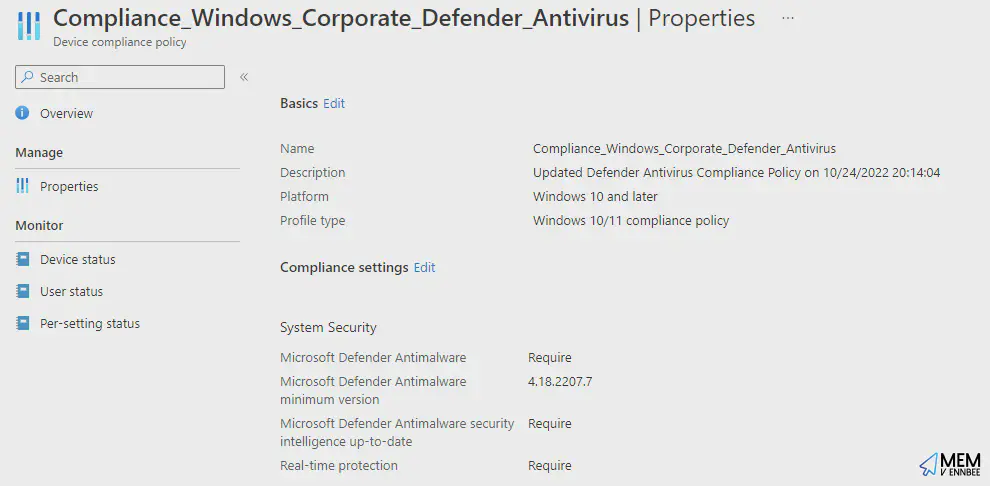 Compliance_Windows_Corporate_Defender_Antivirus | Properties ...
Device compliance policy
Search
Overview
Manage
Properties
Monitor
Device status
User status
Per-setting status
Basics Edit
Name Compliance_Windows_Corporate_Defender_Antivirus
Description Updated Defender Antivirus Compliance Policy on 10/24/2022 20:14:04
Platform Windows 10 and later
Profile type Windows 10/11 compliance policy
Compliance settings Edit
System Security
Microsoft Defender Antimalware Require
Microsoft Defender Antimalware 4.18.2207.7
minimum version
Microsoft Defender Antimalware security Require
intelligence up-to-date
Real-time protection Require
MEM
V ENNBEE